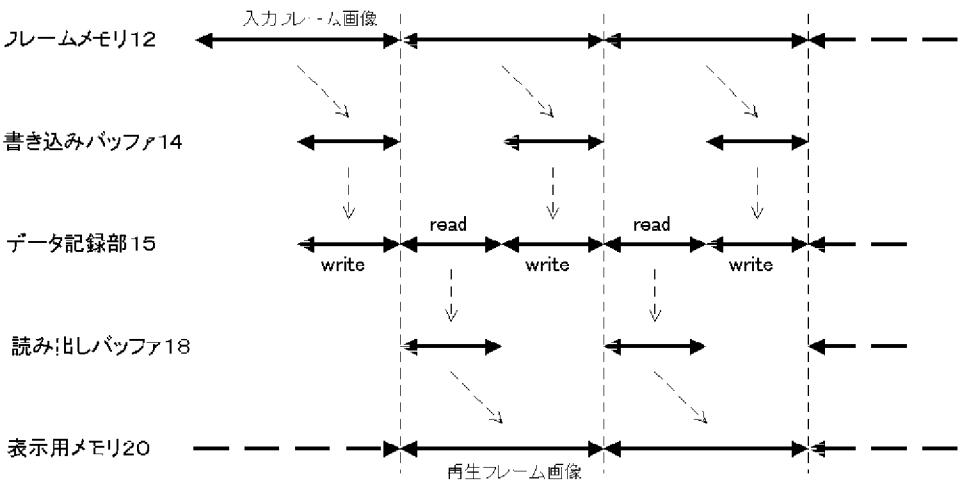 入力フレーム画像
フレームメモリ12
書き込みバッファ14
read read
データ記録部15
write write write
読み出しバッファ18
表示用メモリ20
再生フレーム画像